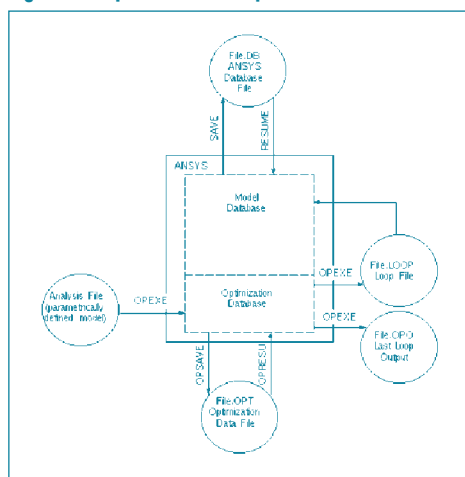 File.DB
ANSYS
Database
File
SAVE
RESUME
ANSYS
Model
Database
OPEXE
File.LOOP
Loop File
Analysis File
(parametrically
defined model)
OPEXE
Optimization
Database
OPEXE
File.OPO
Last Loop
Output
OPSAVE
OPRESU
File.OPT
Optimization
Data File